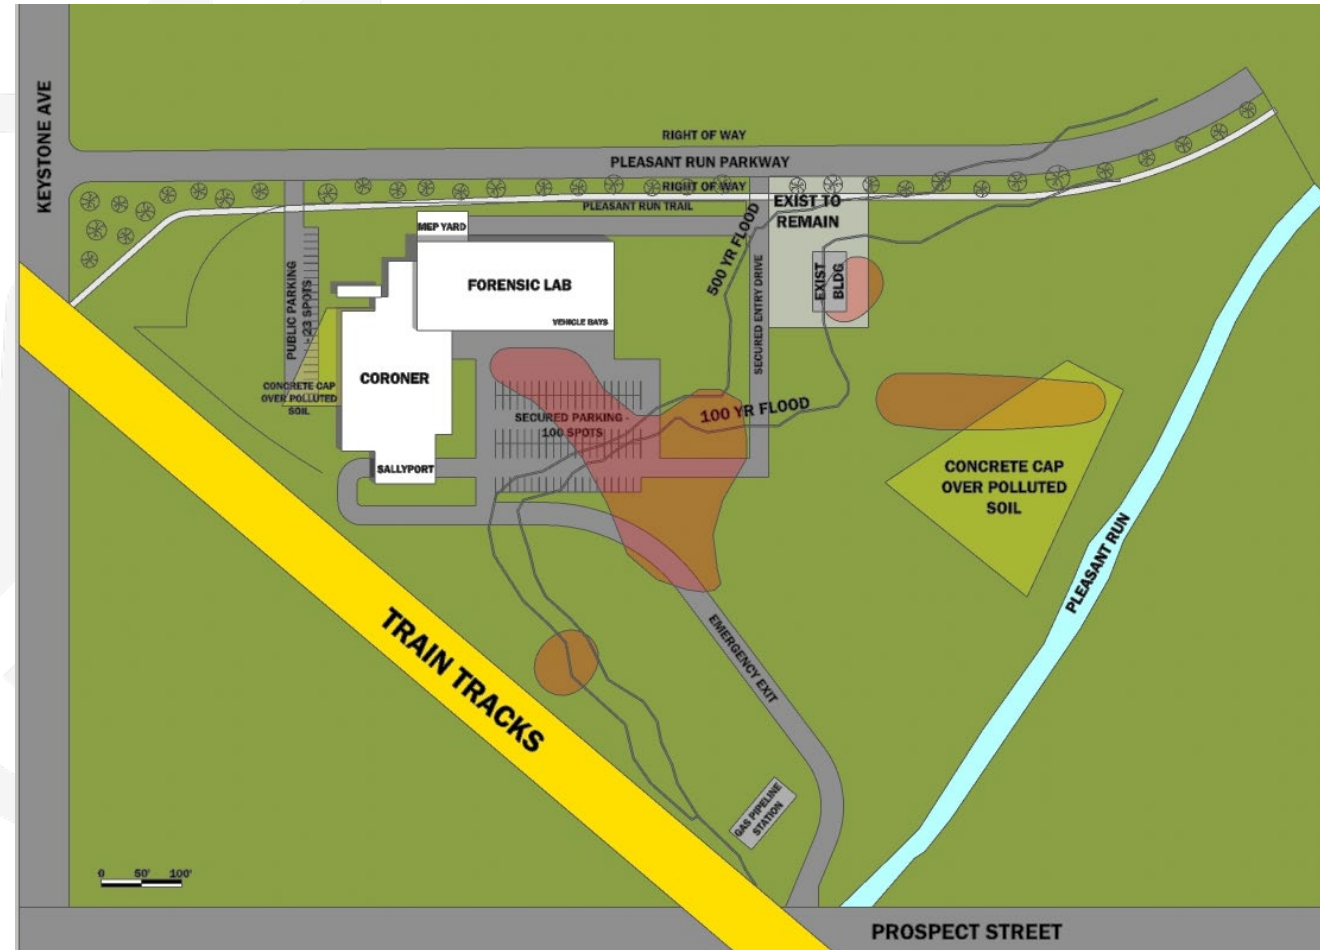 KEYSTONE AVE
RIGHT OF WAY
PLEASANT RUN PARKWAY
RIGHT OF WAY
PLEASANT RUN TRAIL
EXIST TO
REMAIN
MEP YARD
500 YR FLOOD
EXIST
BLDG
PUBLIC PARKING
- 23 SPOTS
FORENSIC LAB
VEHICLE BAYS
SECURED ENTRY DRIVE
CORONER
CONCRETE CAP
OVER POLLUTED
SOIL
SECURED PARKING -
100 SPOTS
100 YR FLOOD
SALLYPORT
CONCRETE CAP
OVER POLLUTED
SOIL
PLEASANT RUN
TRAIN TRACKS
EMERGENCY EXIT
GAS PIPELINE
STATION
0 50' 100'
PROSPECT STREET